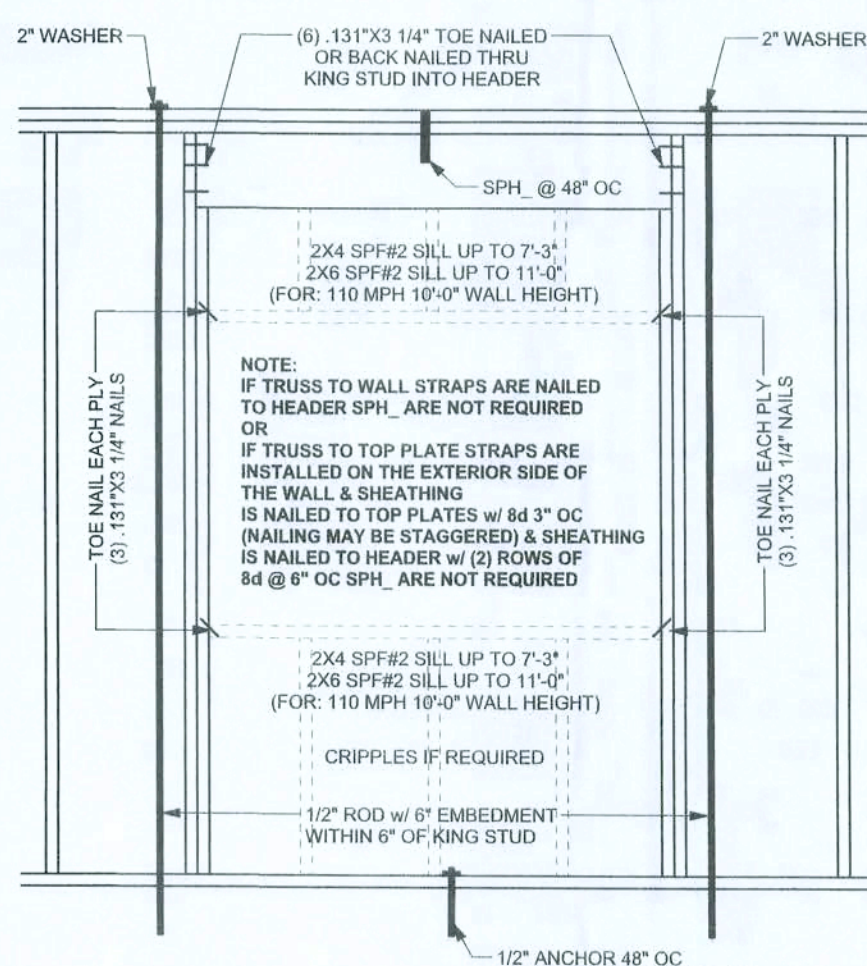 2" WASHER
(6) .131"X3 1/4" TOE NAILED
OR BACK NAILED THRU
KING STUD INTO HEADER
2" WASHER
SPH_ @ 48" OC
2X4 SPF#2 SILL UP TO 7'-3"
2X6 SPF#2 SILL UP TO 11'-0"
(FOR: 110 MPH 10'-0" WALL HEIGHT)
TOE NAIL EACH PLY
(3) .131"X3 1/4" NAILS
NOTE:
IF TRUSS TO WALL STRAPS ARE NAILED
TO HEADER SPH_ ARE NOT REQUIRED
OR
IF TRUSS TO TOP PLATE STRAPS ARE
INSTALLED ON THE EXTERIOR SIDE OF
THE WALL & SHEATHING
IS NAILED TO TOP PLATES w/ 8d 3" OC
(NAILING MAY BE STAGGERED) & SHEATHING
IS NAILED TO HEADER w/ (2) ROWS OF
8d @ 6" OC SPH_ ARE NOT REQUIRED
TOE NAIL EACH PLY
(3) .131"X3 1/4" NAILS
2X4 SPF#2 SILL UP TO 7'-3"
2X6 SPF#2 SILL UP TO 11'-0"
(FOR: 110 MPH 10'-0" WALL HEIGHT)
CRIPPLES IF REQUIRED
1/2" ROD w/ 6" EMBEDMENT
WITHIN 6" OF KING STUD
1/2" ANCHOR 48" OC